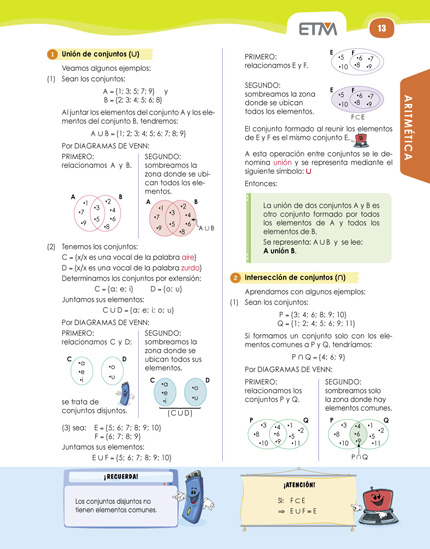 ETM
13
ARITMÉTICA
1 Unión de conjuntos (∪)
Veamos algunos ejemplos:
(1) Sean los conjuntos:
A = {1; 3; 5; 7; 9} y
B = {2; 3; 4; 5; 6; 8}
Al juntar los elementos del conjunto A y los ele-
mentos del conjunto B, tendremos:
A ∪ B = {1; 2; 3; 4; 5; 6; 7; 8; 9}
Por DIAGRAMAS DE VENN:
PRIMERO:
relacionamos A y B.
SEGUNDO:
sombreamos la
zona donde se ubi-
can todos los ele-
mentos.
A B
•1 •3 •2
•7 •4
•9 •5 •6
•8
A B
•1 •3 •2
•7 •4
•9 •5 •6
•8
A ∪ B
(2) Tenemos los conjuntos:
C = {x/x es una vocal de la palabra aire}
D = {x/x es una vocal de la palabra zurdo}
Determinamos los conjuntos por extensión:
C = {a; e; i} D = {o; u}
Juntamos sus elementos:
C ∪ D = {a; e; i; o; u}
Por DIAGRAMAS DE VENN:
PRIMERO:
relacionamos C y D;
C D
•a •o
•e •u
•i
se trata de
conjuntos disjuntos.
SEGUNDO:
sombreamos la
zona donde se
ubican todos sus
elementos.
C D
•a •o
•e •u
•i
(C ∪ D)
(3) sea: E = {5; 6; 7; 8; 9; 10}
F = {6; 7; 8; 9}
Juntamos sus elementos:
E ∪ F = {5; 6; 7; 8; 9; 10}
PRIMERO:
relacionamos E y F.
E F
•5 •6 •7
•10 •8 •9
SEGUNDO:
sombreamos la zona
donde se ubican
todos los elementos.
E F
•5 •6 •7
•10 •8 •9
F ⊂ E
El conjunto formado al reunir los elementos
de E y F es el mismo conjunto E.
A esta operación entre conjuntos se le de-
nomina unión y se representa mediante el
siguiente símbolo: ∪
Entonces:
La unión de dos conjuntos A y B es
otro conjunto formado por todos
los elementos de A y todos los
elementos de B.
Se representa: A ∪ B y se lee:
A unión B.
2 Intersección de conjuntos (∩)
Aprendamos con algunos ejemplos:
(1) Sean los conjuntos:
P = {3; 4; 6; 8; 9; 10}
Q = {1; 2; 4; 5; 6; 9; 11}
Si formamos un conjunto solo con los ele-
mentos comunes a P y Q, tendríamos:
P ∩ Q = {4; 6; 9}
Por DIAGRAMAS DE VENN:
PRIMERO:
relacionamos los
conjuntos P y Q.
P Q
•3 •4 •1
•8 •6 •5 •2
•10 •9 •11
SEGUNDO:
sombreamos solo
la zona donde hay
elementos comunes.
P Q
•3 •4 •1
•8 •6 •5 •2
•10 •9 •11
P ∩ Q
¡RECUERDA!
Los conjuntos disjuntos no
tienen elementos comunes.
¡ATENCIÓN!
Si: F ⊂ E
⇒ E ∪ F = E